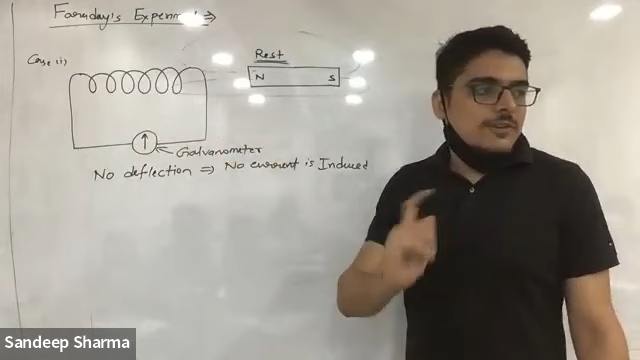 Faraday's Experiment ⇒
Case (i)
Rest
N S
Galvanometer
No deflection ⇒ No current is Induced
Sandeep Sharma